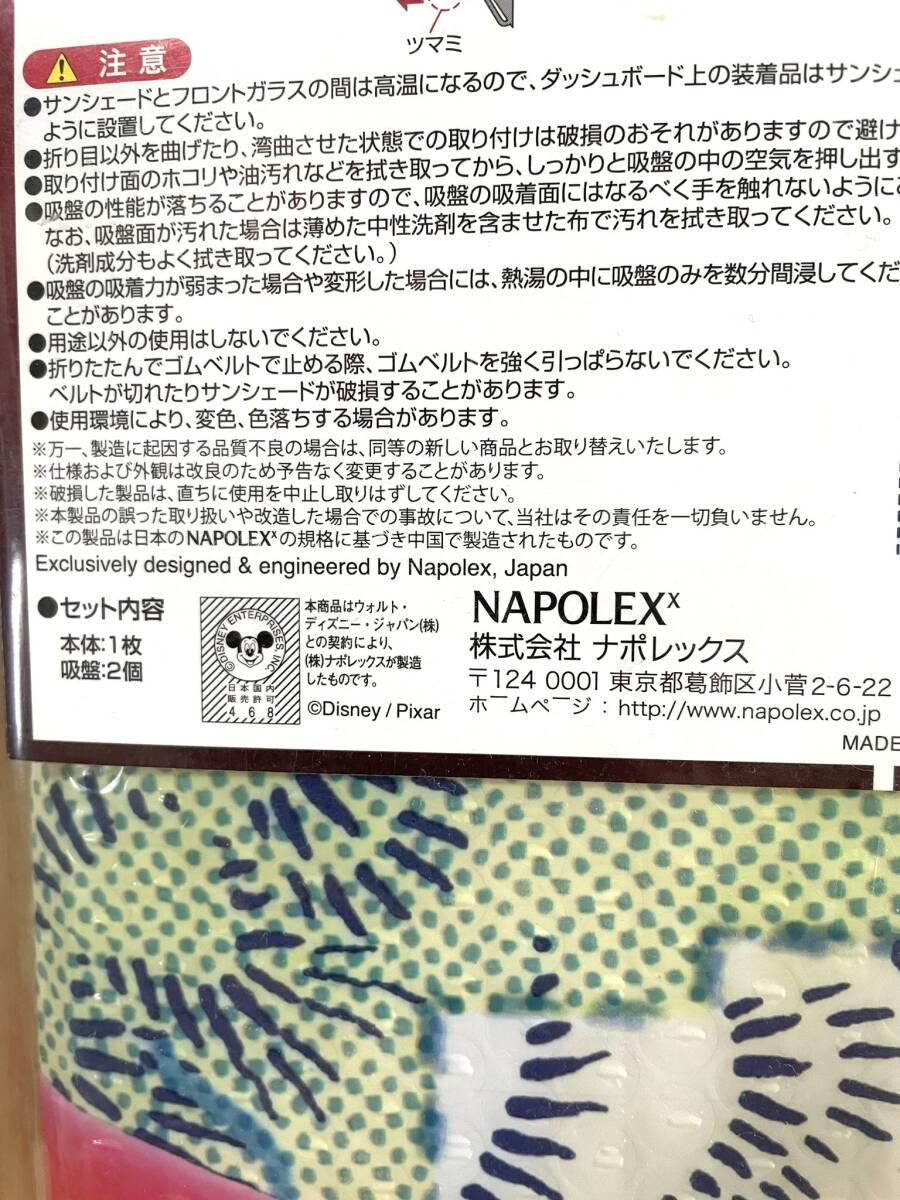 ツマミ
注意
●サンシェードとフロントガラスの間は高温になるので、ダッシュボード上の装着品はサンシェ
ように設置してください。
●折り目以外を曲げたり、湾曲させた状態での取り付けは破損のおそれがありますので避け
●取り付け面のホコリや油汚れなどを拭き取ってから、しっかりと吸盤の中の空気を押し出す
●吸盤の性能が落ちることがありますので、吸盤の吸着面にはなるべく手を触れないように
なお、吸盤面が汚れた場合は薄めた中性洗剤を含ませた布で汚れを拭き取ってください。
(洗剤成分もよく拭き取ってください。)
●吸盤の吸着力が弱まった場合や変形した場合には、熱湯の中に吸盤のみを数分間浸してくだ
ことがあります。
●用途以外の使用はしないでください。
●折りたたんでゴムベルトで止める際、ゴムベルトを強く引っぱらないでください。
ベルトが切れたりサンシェードが破損することがあります。
●使用環境により、変色、色落ちする場合があります。
※万一、製造に起因する品質不良の場合は、同等の新しい商品とお取り替えいたします。
※仕様および外観は改良のため予告なく変更することがあります。
※破損した製品は、直ちに使用を中止し取りはずしてください。
※本製品の誤った取り扱いや改造した場合での事故について、当社はその責任を一切負いません。
※この製品は日本のNAPOLEXxの規格に基づき中国で製造されたものです。
Exclusively designed & engineered by Napolex, Japan
●セット内容
本体:1枚
吸盤:2個
©DISNEY ENTERPRISES, INC.
日本国内
販売許可
468
本商品はウォルト・
ディズニー・ジャパン(株)
との契約により、
(株)ナポレックスが製造
したものです。
©Disney / Pixar
NAPOLEXx
株式会社 ナポレックス
〒124 0001 東京都葛飾区小菅2-6-22
ホームページ : http://www.napolex.co.jp
MADE